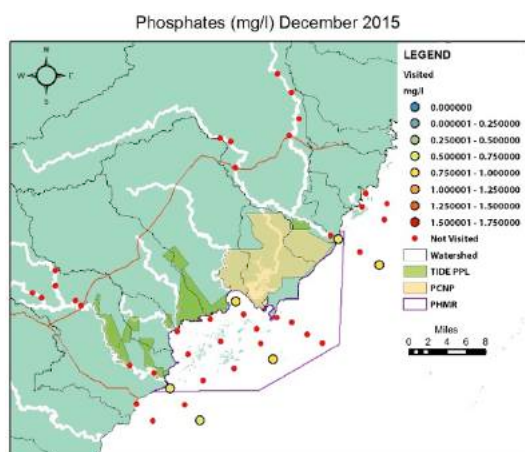 Phosphates (mg/l) December 2015
N
W E
S
LEGEND
Visited
mg/l
0.000000
0.000001 - 0.250000
0.250001 - 0.500000
0.500001 - 0.750000
0.750001 - 1.000000
1.000001 - 1.250000
1.250001 - 1.500000
1.500001 - 1.750000
Not Visited
Watershed
TIDE PPL
PCNP
PHMR
Miles
0 1 2 4 6 8